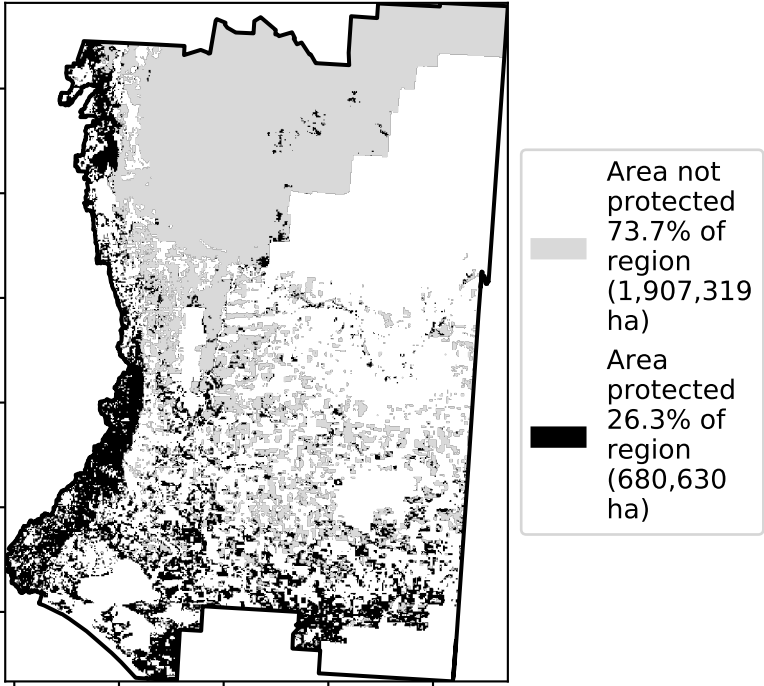 Area not
protected
73.7% of
region
(1,907,319
ha)
Area
protected
26.3% of
region
(680,630
ha)